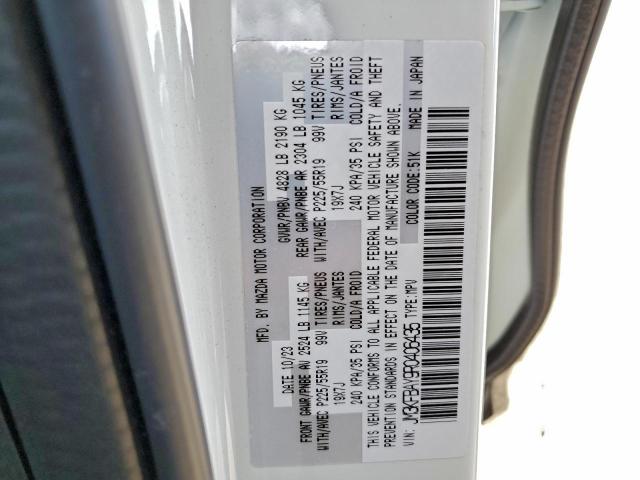 MFD. BY MAZDA MOTOR CORPORATION
DATE 10/23 GVWR/PNBV 4828 LB 2190 KG
FRONT GAWR/PNBE AV 2524 LB 1145 KG REAR GAWR/PNBE AR 2304 LB 1045 KG
WITH/AVEC P225/55R19 99V TIRES/PNEUS WITH/AVEC P225/55R19 99V TIRES/PNEUS
19X7J RIMS/JANTES 19X7J RIMS/JANTES
240 KPA/35 PSI COLD/A FROID 240 KPA/35 PSI COLD/A FROID
THIS VEHICLE CONFORMS TO ALL APPLICABLE FEDERAL MOTOR VEHICLE SAFETY AND THEFT
PREVENTION STANDARDS IN EFFECT ON THE DATE OF MANUFACTURE SHOWN ABOVE.
VIN: JM3KFBAY9R0406435 TYPE:MPV COLOR CODE:51K MADE IN JAPAN